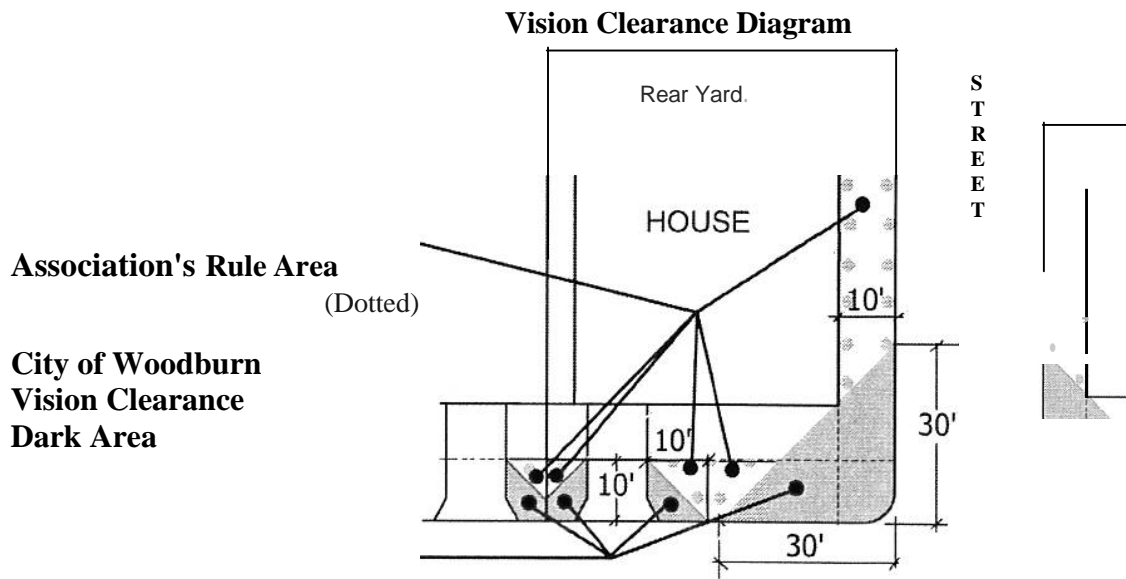 Vision Clearance Diagram
Rear Yard.
S
T
R
E
E
T
HOUSE
Association's Rule Area
(Dotted)
10'
City of Woodburn
Vision Clearance
Dark Area
30'
10'
10'
30'